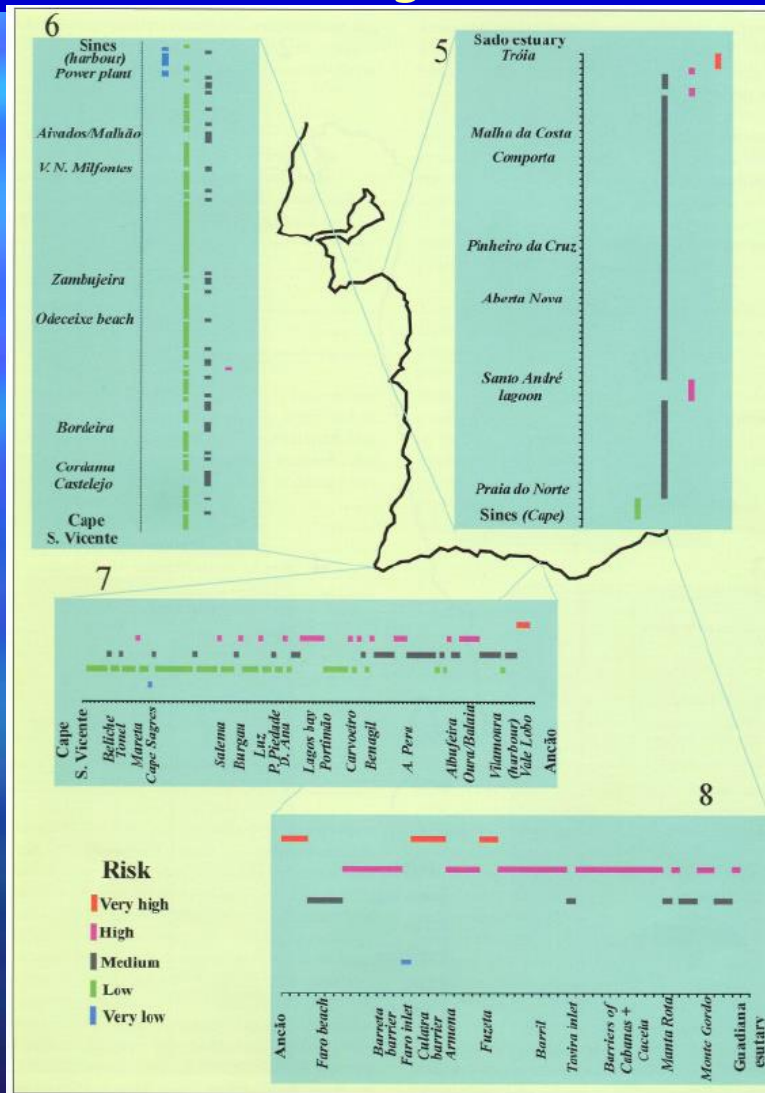 6
Sines
(harbour)
Power plant
Aivados/Malhão
V. N. Milfontes
Zambujeira
Odeceixe beach
Bordeira
Cordama
Castelejo
Cape
S. Vicente
5
Sado estuary
Tróia
Malha da Costa
Comporta
Pinheiro da Cruz
Aberta Nova
Santo André
lagoon
Praia do Norte
Sines (Cape)
7
Cape
S. Vicente
Beliche
Tonel
Mareta
Cape Sagres
Salema
Burgau
Luz
P. Piedade
D. Ana
Lagos bay
Portimão
Carvoeiro
Benagil
A. Pera
Albufeira
Oura/Balaia
Vilamoura
(harbour)
Vale Lobo
Ancão
8
Ancão
Faro beach
Barreta
barrier
Faro inlet
Culatra
barrier
Armona
Fuzeta
Barril
Tavira inlet
Barriers of
Cabanas +
Cacela
Manta Rota
Monte Gordo
Guadiana
esutary
Risk
Very high
High
Medium
Low
Very low